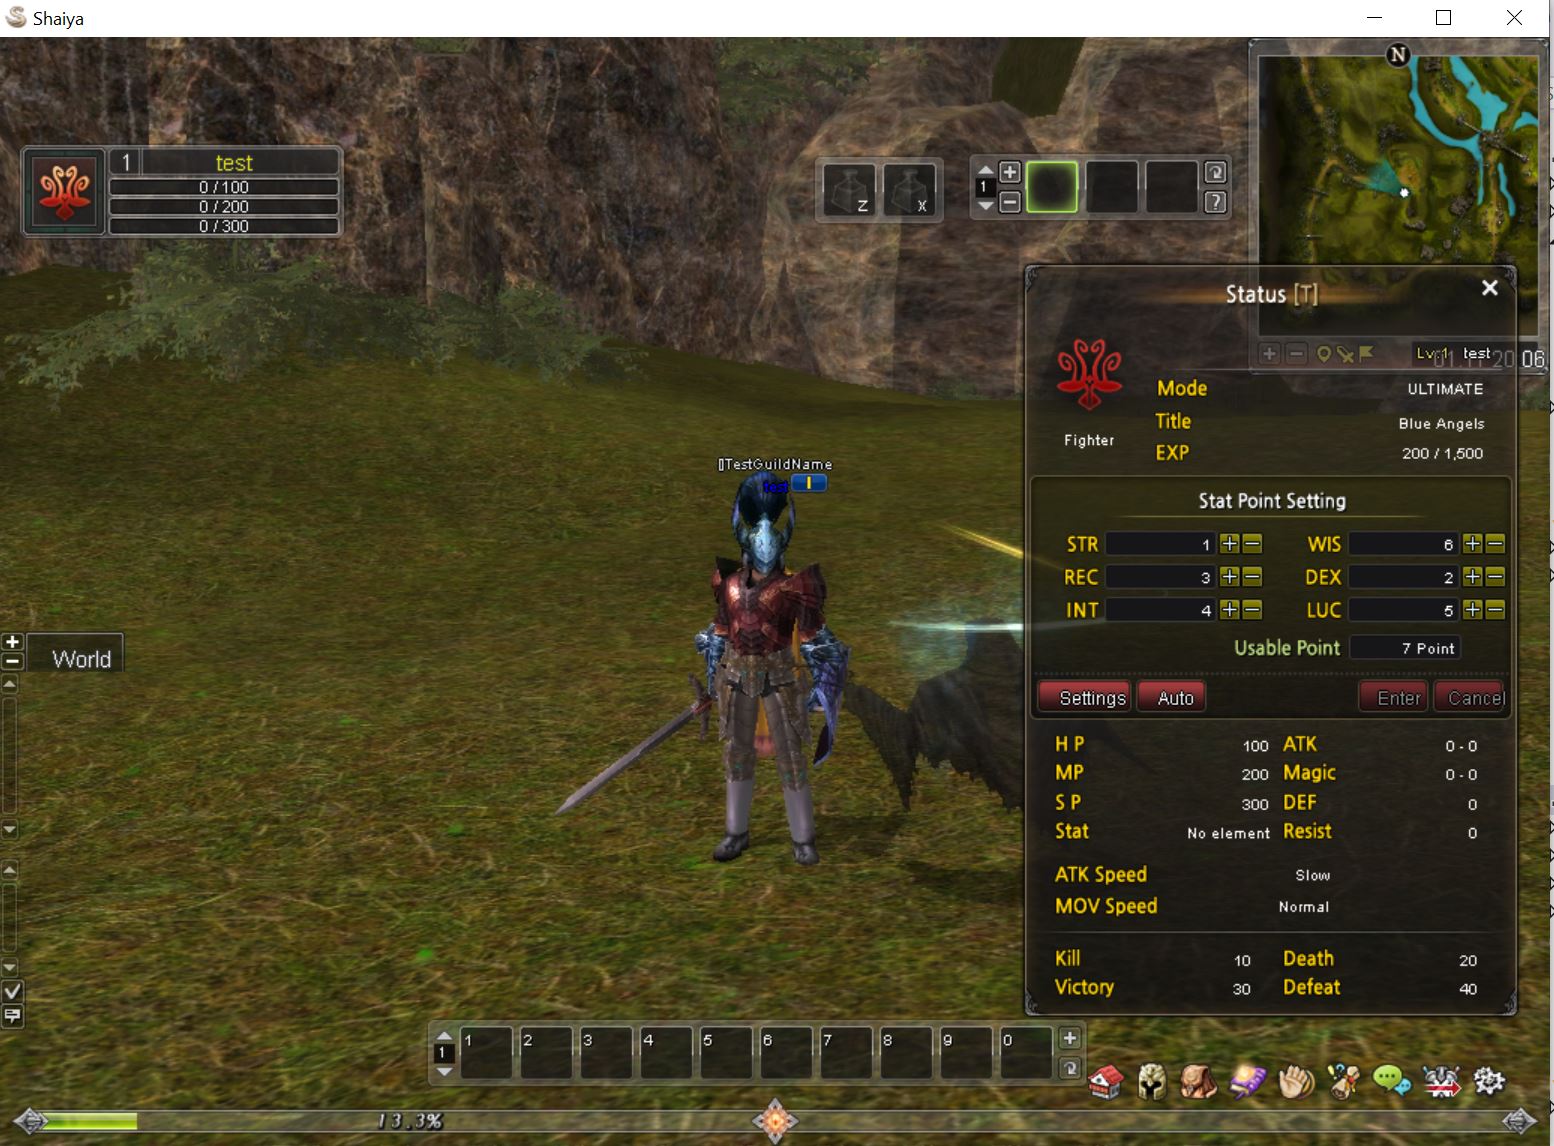 Shaiya
N
1 test
0 / 100
0 / 200
0 / 300
Z X
1
?
Status [T]
Lv.1 test
20:06
Mode ULTIMATE
Title Blue Angels
Fighter
EXP 200 / 1,500
[]TestGuildName
test
Stat Point Setting
STR 1 WIS 6
REC 3 DEX 2
INT 4 LUC 5
Usable Point 7 Point
World
Settings Auto Enter Cancel
H P 100 ATK 0 - 0
MP 200 Magic 0 - 0
S P 300 DEF 0
Stat No element Resist 0
ATK Speed Slow
MOV Speed Normal
Kill 10 Death 20
Victory 30 Defeat 40
1 1 2 3 4 5 6 7 8 9 0
13.3%